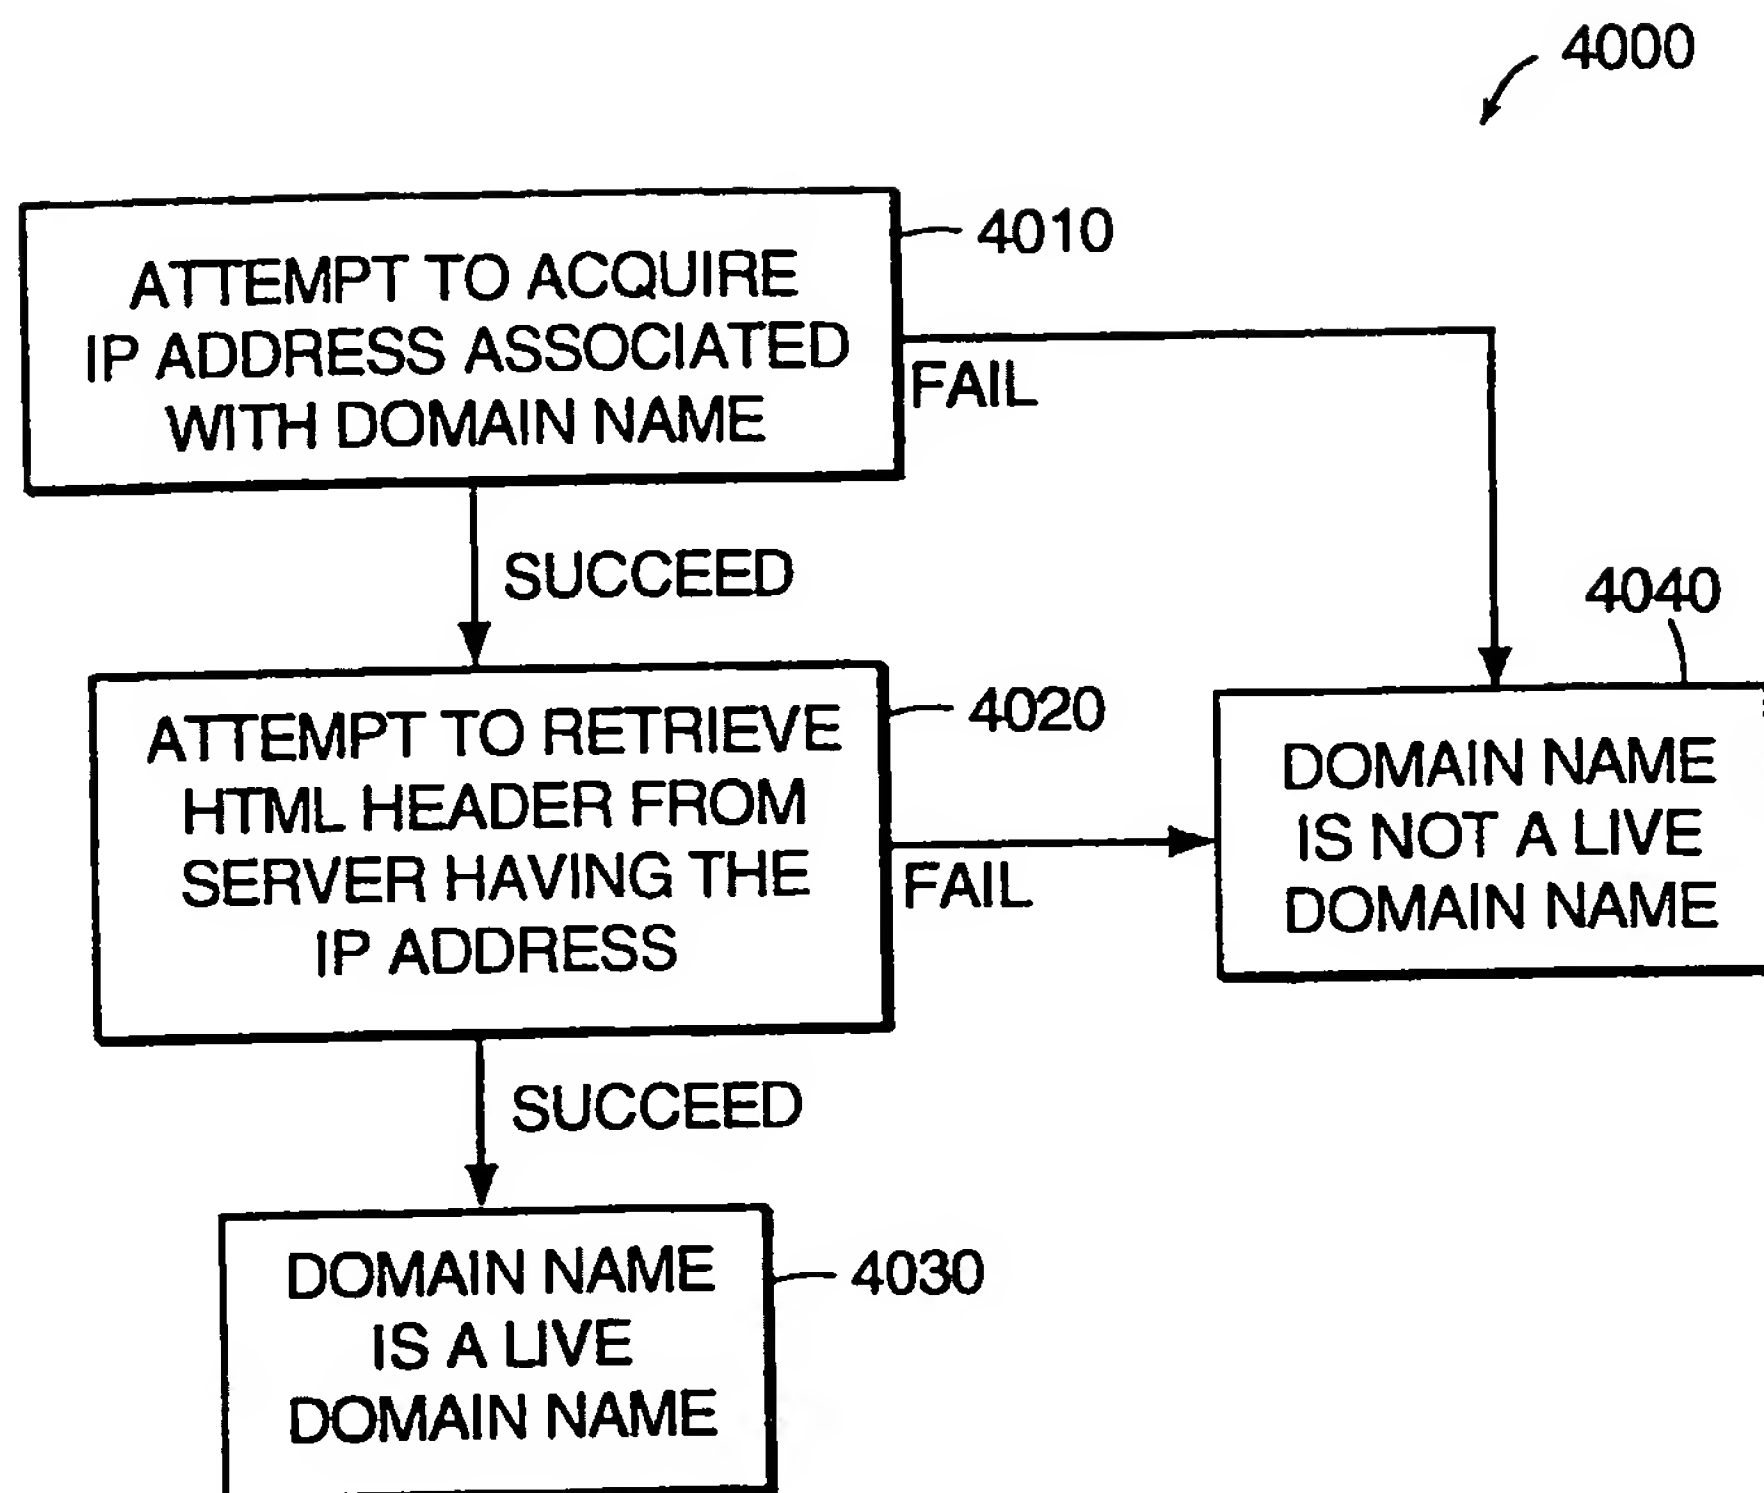 4000
4010
ATTEMPT TO ACQUIRE
IP ADDRESS ASSOCIATED
WITH DOMAIN NAME
FAIL
SUCCEED
4040
4020
ATTEMPT TO RETRIEVE
HTML HEADER FROM
SERVER HAVING THE
IP ADDRESS
FAIL
DOMAIN NAME
IS NOT A LIVE
DOMAIN NAME
SUCCEED
4030
DOMAIN NAME
IS A LIVE
DOMAIN NAME